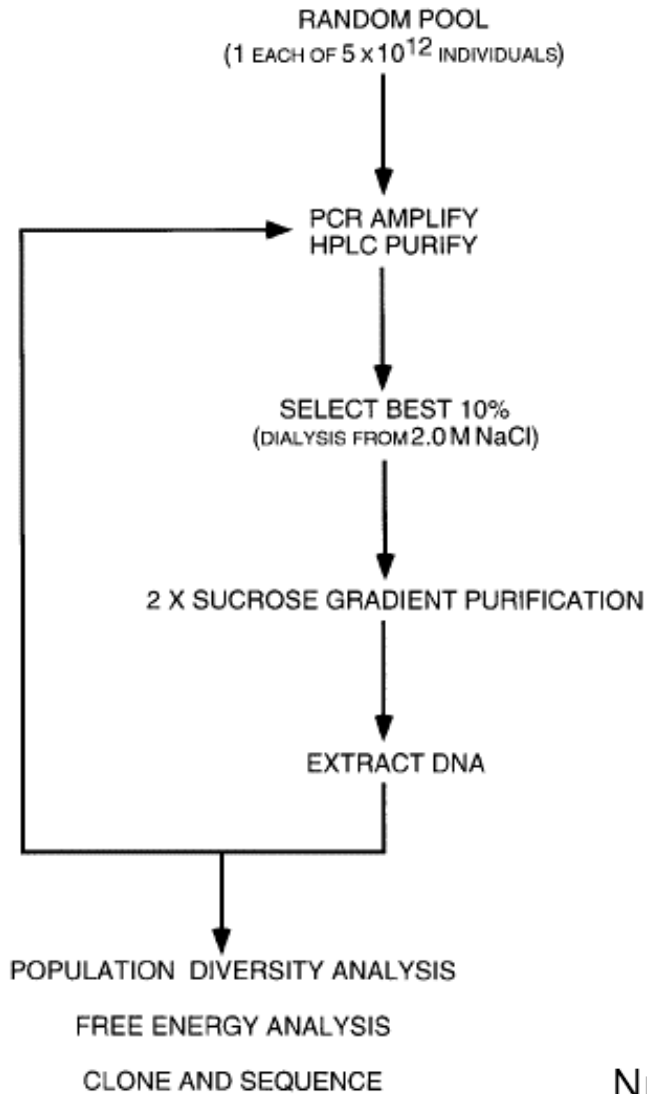 RANDOM POOL
(1 EACH OF 5 x 10^12 INDIVIDUALS)
PCR AMPLIFY
HPLC PURIFY
SELECT BEST 10%
(DIALYSIS FROM 2.0 M NaCl)
2 X SUCROSE GRADIENT PURIFICATION
EXTRACT DNA
POPULATION DIVERSITY ANALYSIS
FREE ENERGY ANALYSIS
CLONE AND SEQUENCE